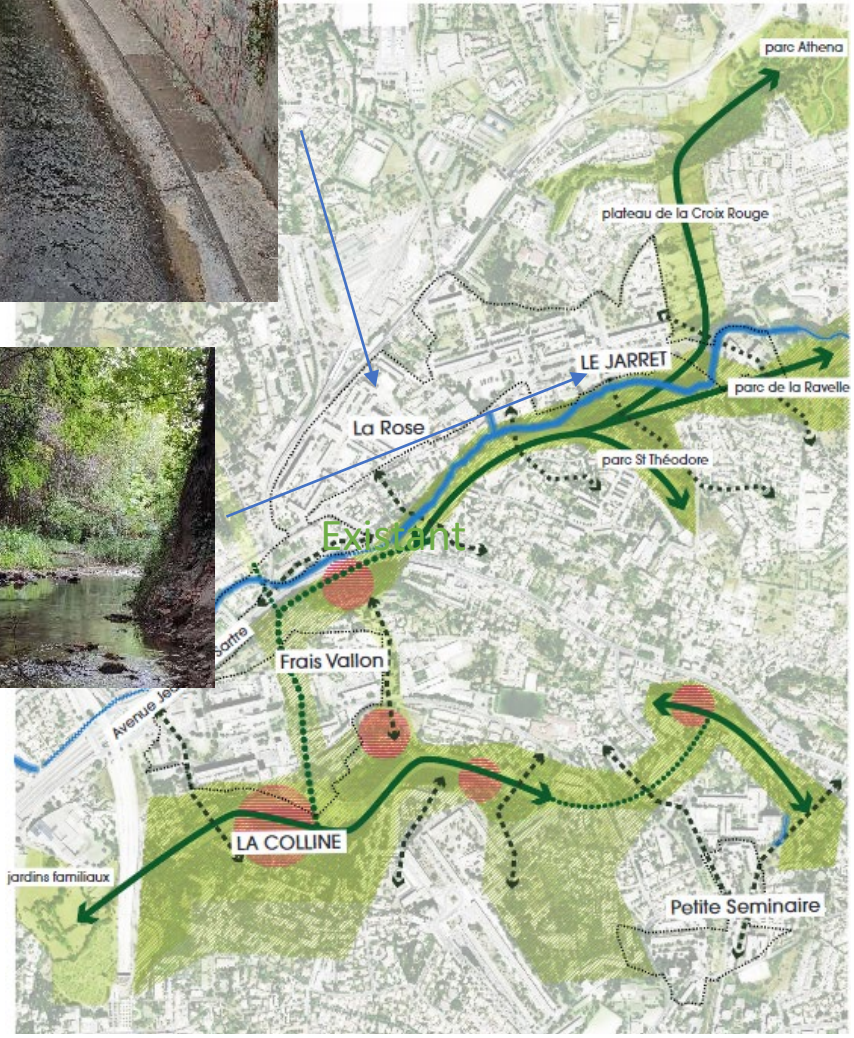 parc Athena
plateau de la Croix Rouge
LE JARRET
parc de la Ravelle
La Rose
parc St Théodore
Existant
Sartre
Frais Vallon
Avenue
LA COLLINE
jardins familiaux
Petite Seminaire